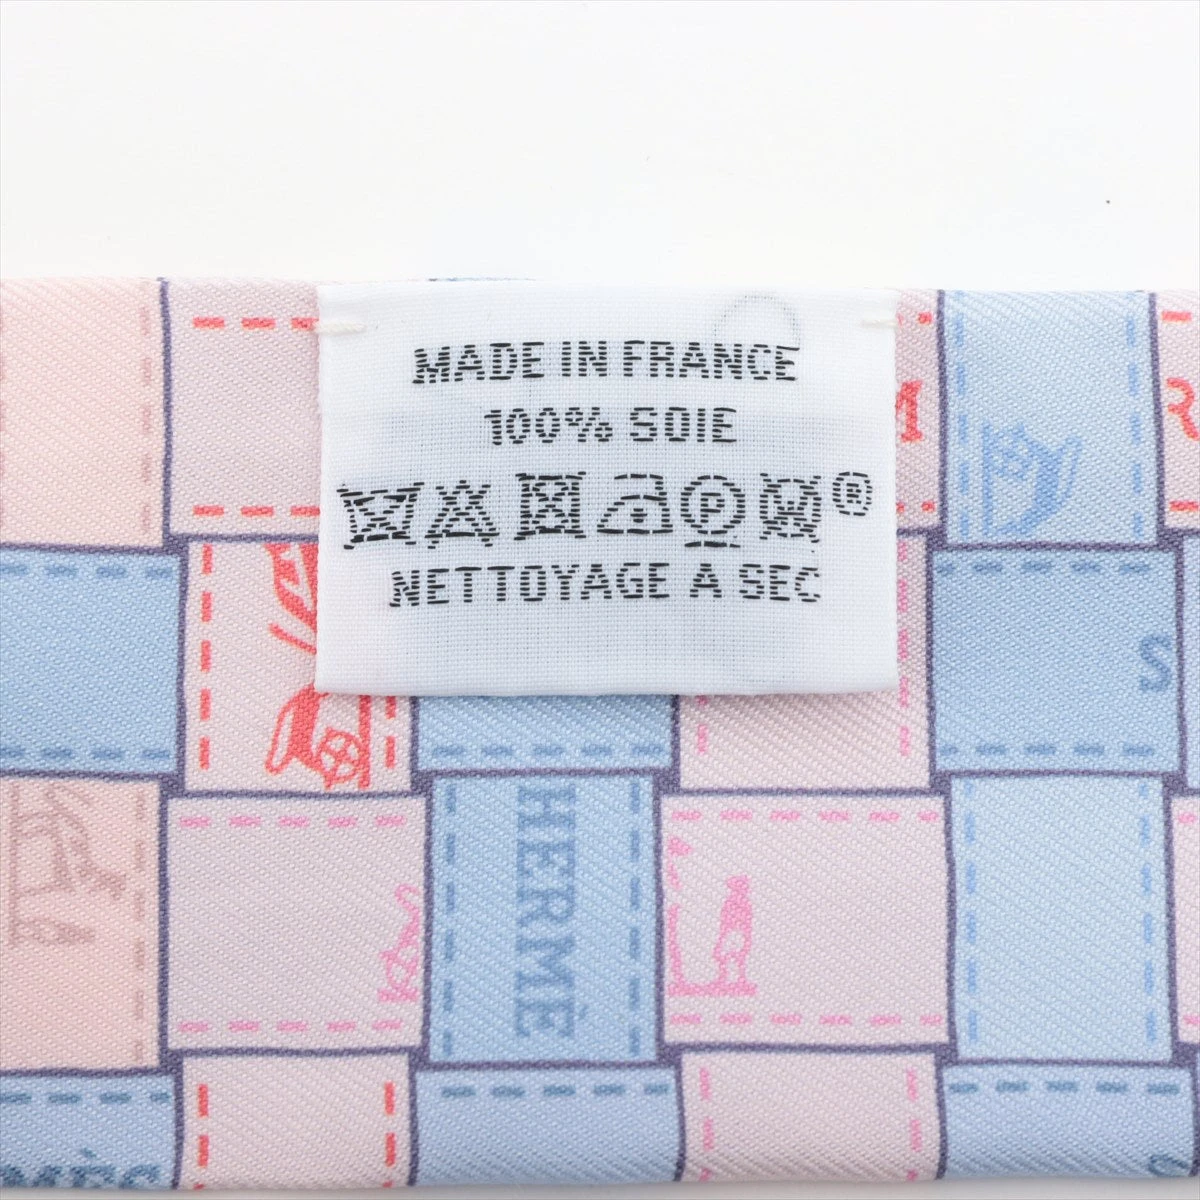 MADE IN FRANCE
100% SOIE
®
NETTOYAGE A SEC
M
R
S
HERMÈ